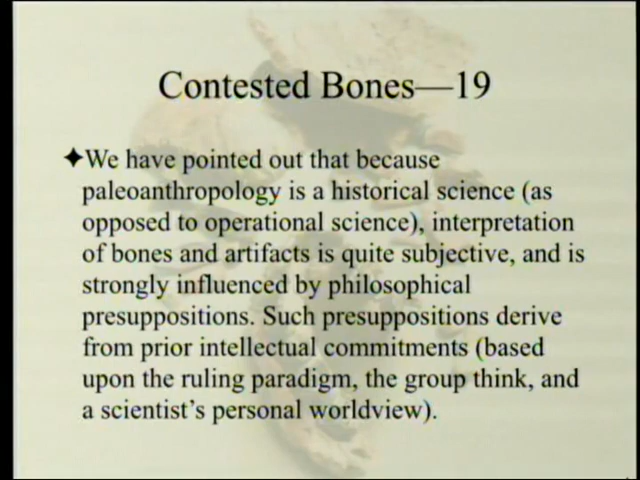 Contested Bones—19
✦We have pointed out that because
paleoanthropology is a historical science (as
opposed to operational science), interpretation
of bones and artifacts is quite subjective, and is
strongly influenced by philosophical
presuppositions. Such presuppositions derive
from prior intellectual commitments (based
upon the ruling paradigm, the group think, and
a scientist’s personal worldview).